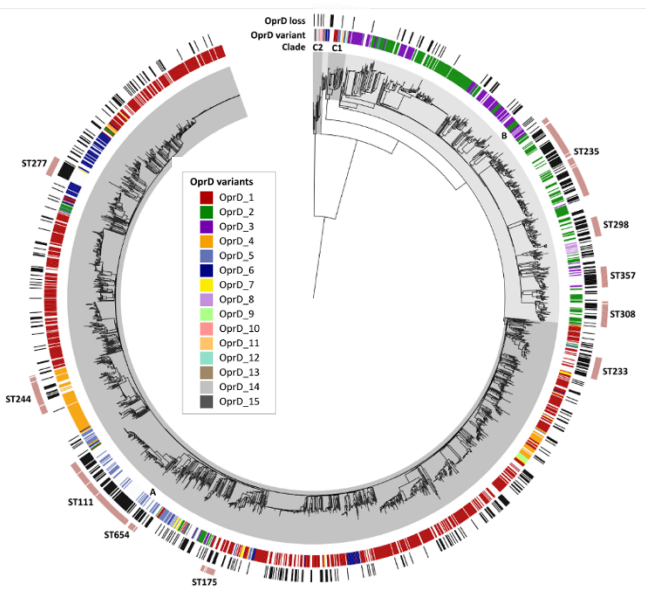 OprD loss
OprD variant
Clade C2 C1
B
ST235
ST277
ST298
OprD variants
OprD_1
OprD_2
OprD_3
OprD_4
OprD_5
OprD_6
OprD_7
OprD_8
OprD_9
OprD_10
OprD_11
OprD_12
OprD_13
OprD_14
OprD_15
ST357
ST308
ST233
ST244
A
ST111
ST654
ST175